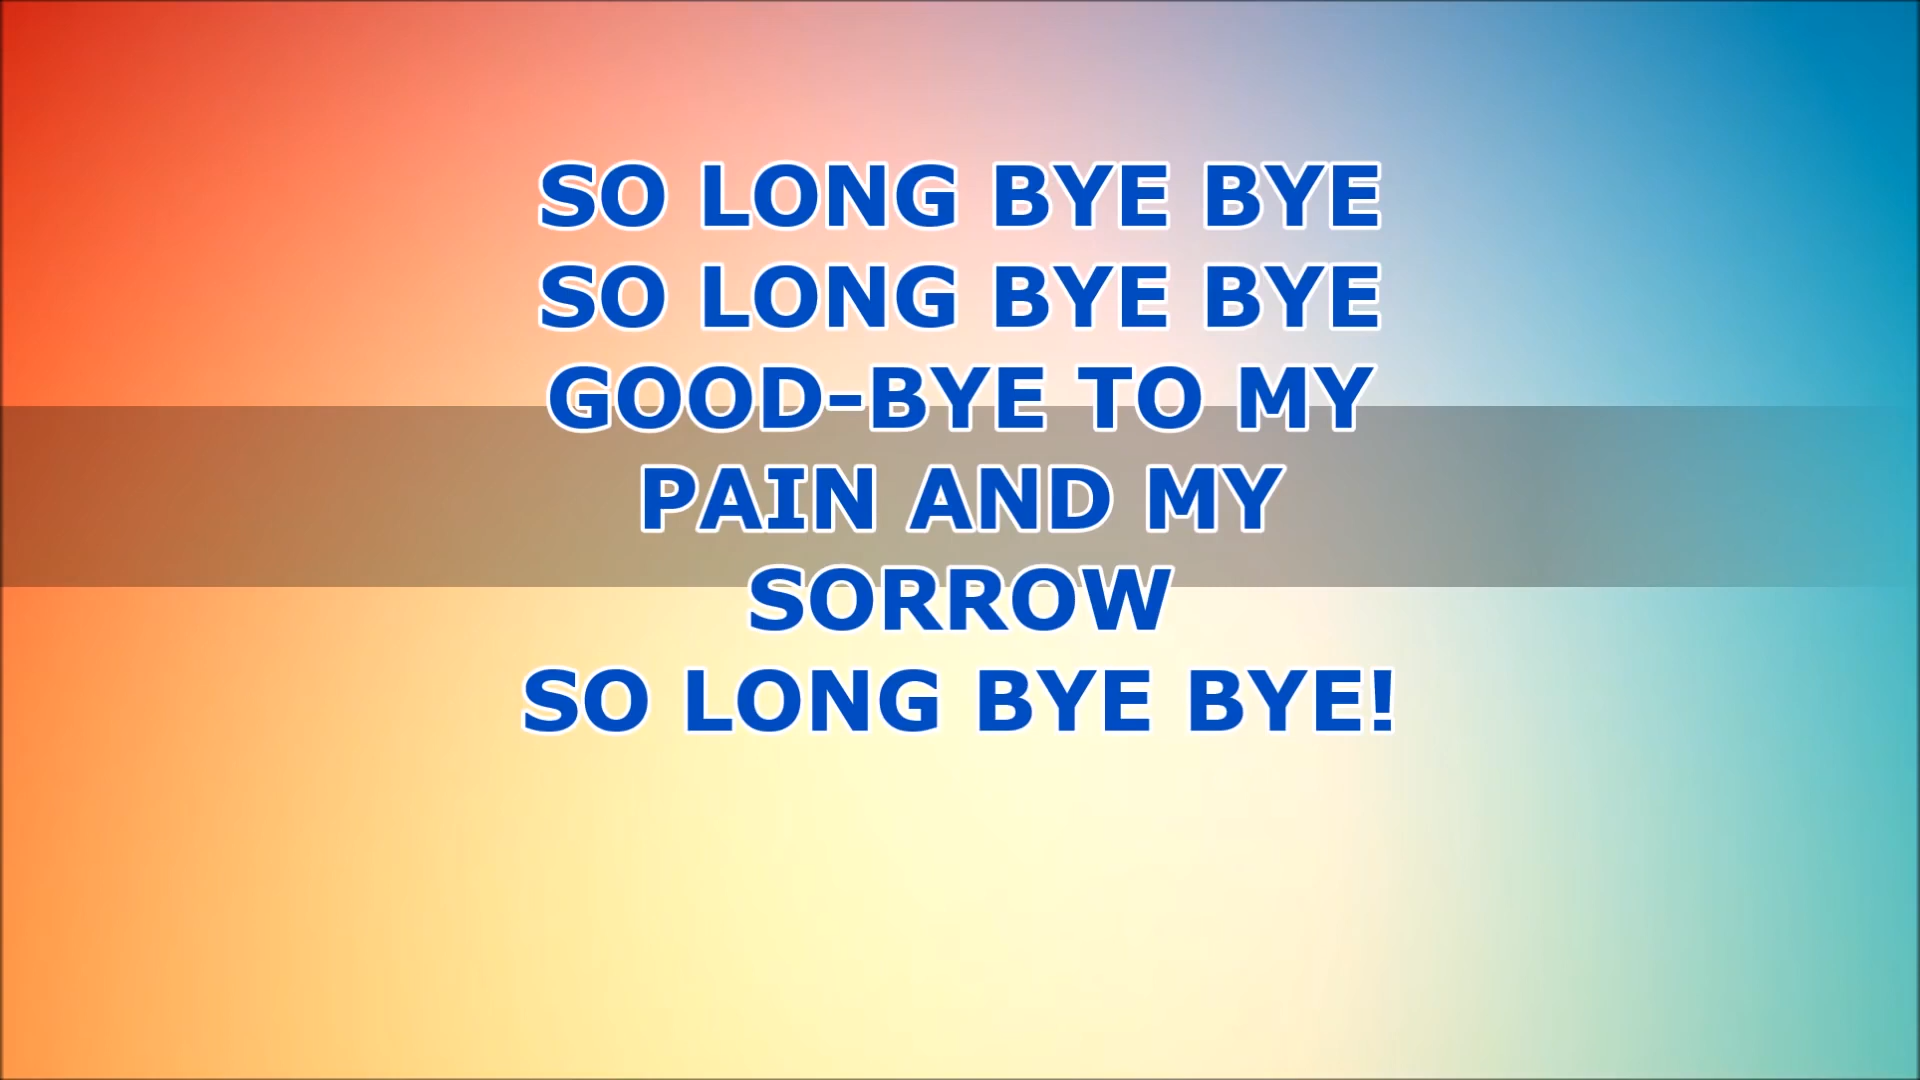 SO LONG BYE BYE
SO LONG BYE BYE
GOOD-BYE TO MY
PAIN AND MY
SORROW
SO LONG BYE BYE!